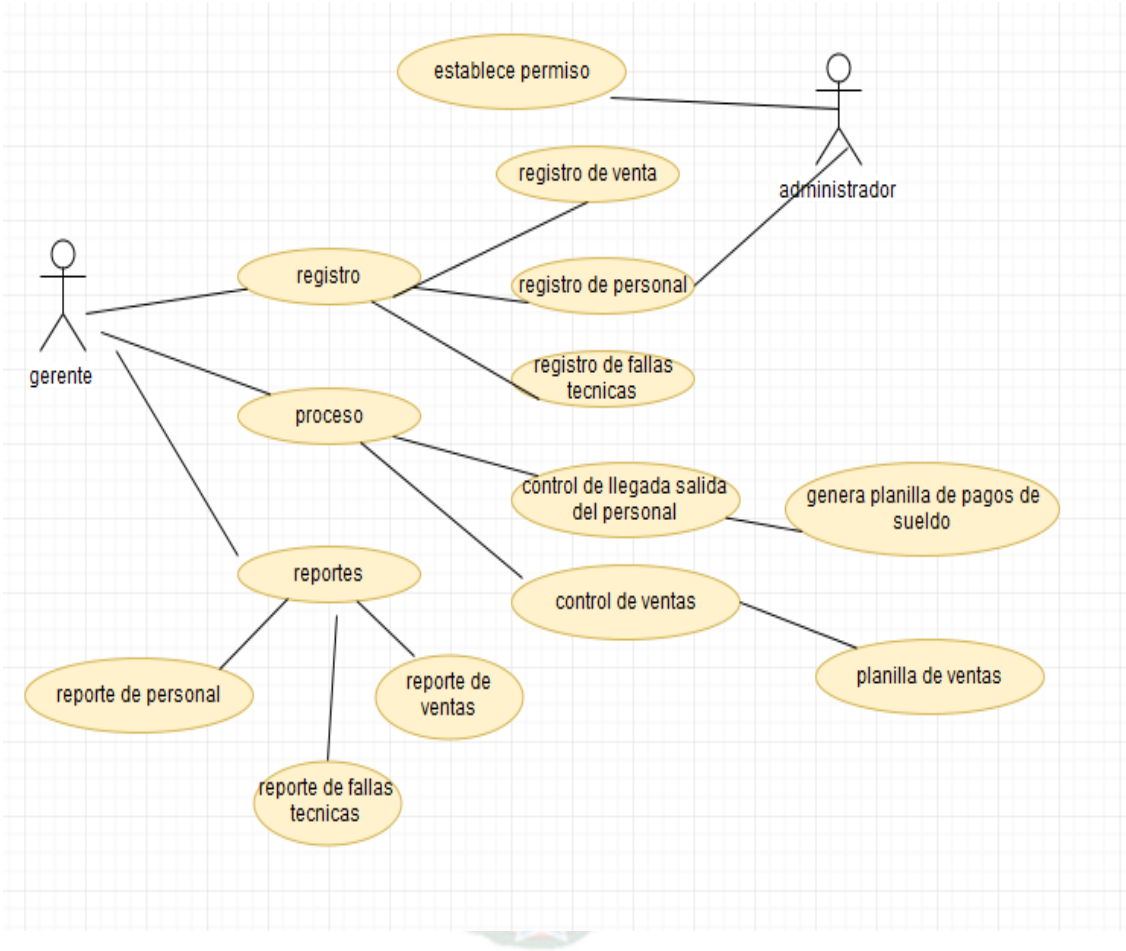 establece permiso
registro de venta
administrador
registro
registro de personal
gerente
registro de fallas
tecnicas
proceso
control de llegada salida
del personal
genera planilla de pagos de
sueldo
reportes
control de ventas
reporte de personal
reporte de
ventas
planilla de ventas
reporte de fallas
tecnicas